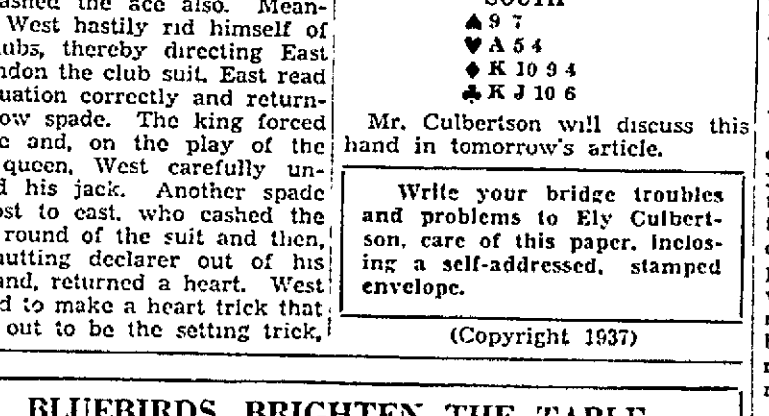 ashed the ace also. Mean-
West hastily rid himself of
ubs, thereby directing East
ndon the club suit. East read
uation correctly and return-
ow spade. The king forced
e and, on the play of the
queen, West carefully un-
d his jack. Another spade
ost to east, who cashed the
round of the suit and then,
hutting declarer out of his
and, returned a heart. West
d to make a heart trick that
out to be the setting trick.
SOUTH
♠ 9 7
♥ A 5 4
♦ K 10 9 4
♣ K J 10 6
Mr. Culbertson will discuss this
hand in tomorrow's article.
Write your bridge troubles
and problems to Ely Culbert-
son, care of this paper, inclos-
ing a self-addressed, stamped
envelope.
(Copyright 1937)
BLUEBIRDS BRIGHTEN THE TABLE